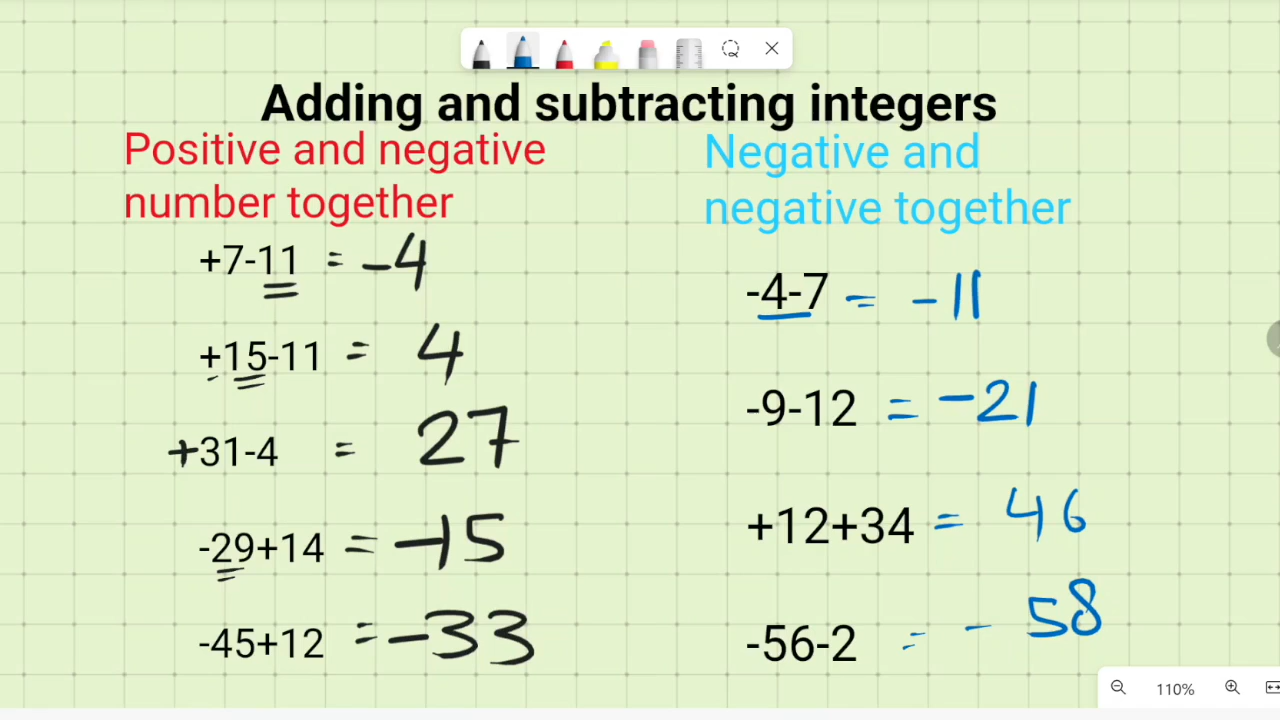 Adding and subtracting integers
Positive and negative
number together
+7-11 = -4
+15-11 = 4
+31-4 = 27
-29+14 = -15
-45+12 = -33
Negative and
negative together
-4-7 = -11
-9-12 = -21
+12+34 = 46
-56-2 = - 58
110%